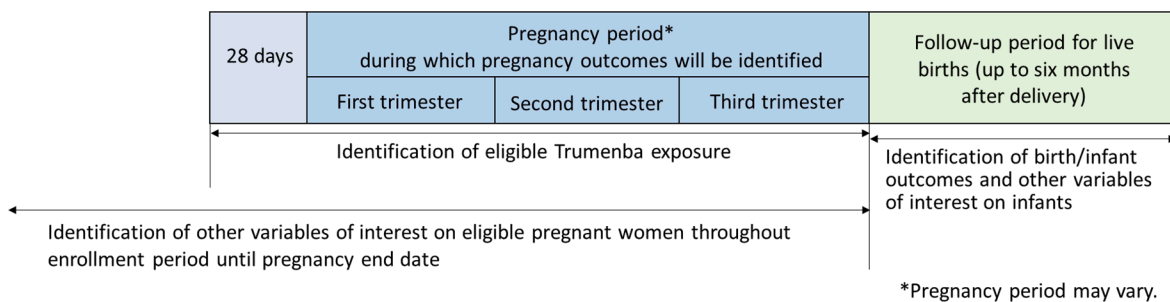 28 days
Pregnancy period*
during which pregnancy outcomes will be identified
First trimester
Second trimester
Third trimester
Follow-up period for live
births (up to six months
after delivery)
Identification of eligible Trumenba exposure
Identification of birth/infant
outcomes and other variables
of interest on infants
Identification of other variables of interest on eligible pregnant women throughout
enrollment period until pregnancy end date
*Pregnancy period may vary.